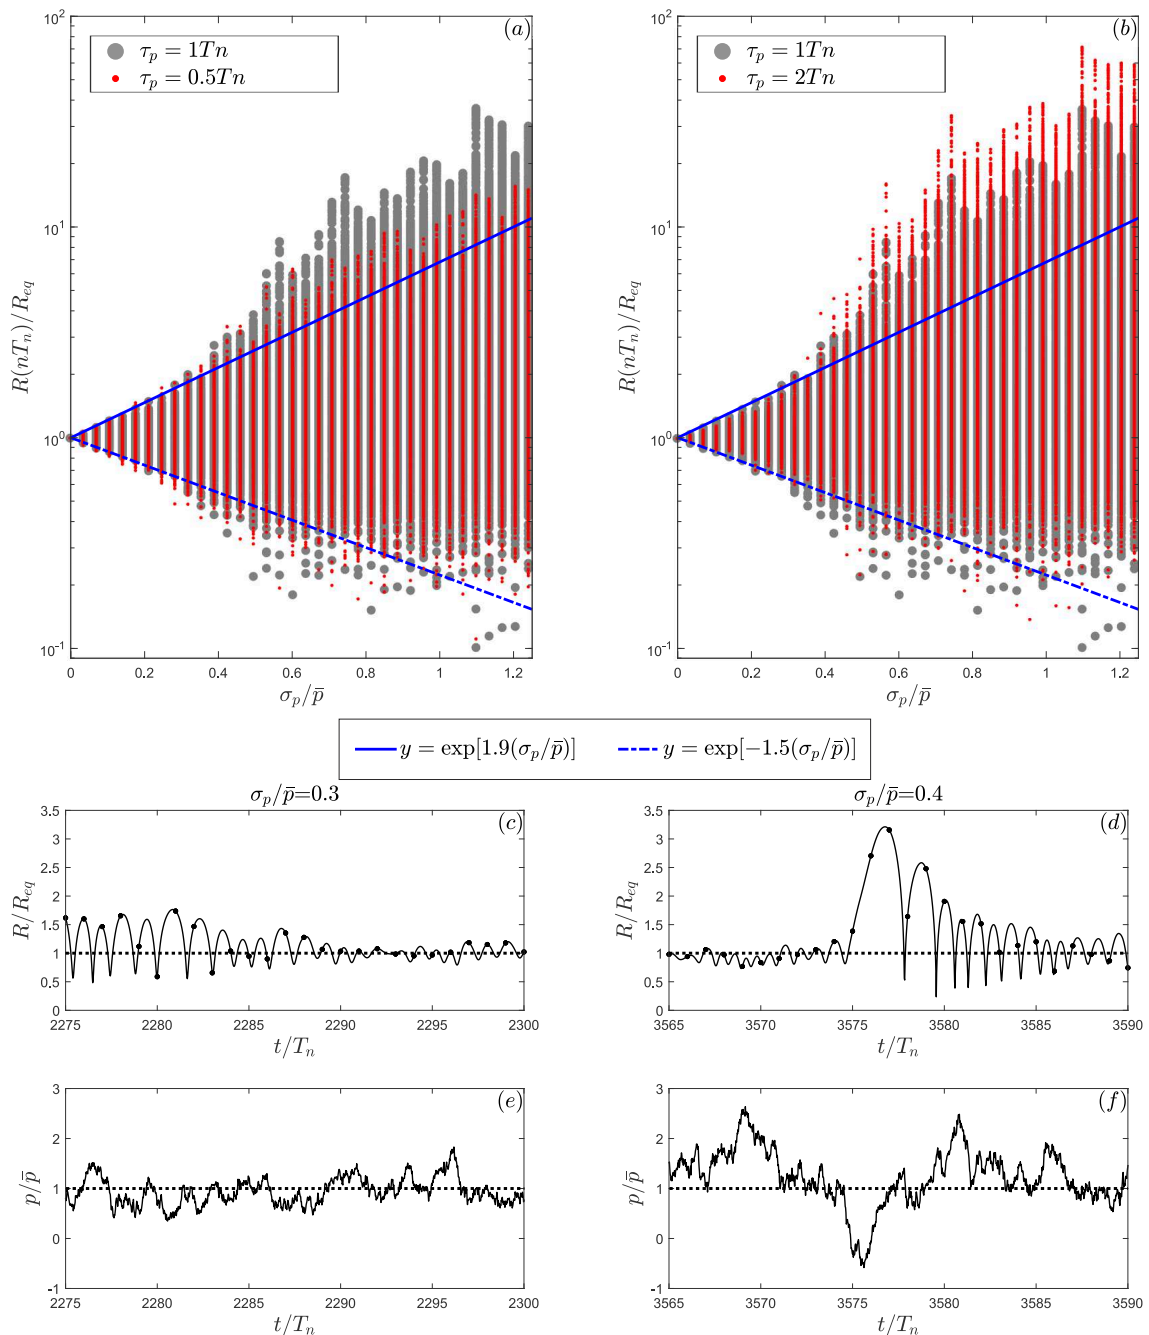 (a)
τ_p = 1Tn
τ_p = 0.5Tn
10^2
10^1
10^0
10^-1
R(nT_n)/R_eq
0 0.2 0.4 0.6 0.8 1 1.2
σ_p/p̄
(b)
τ_p = 1Tn
τ_p = 2Tn
10^2
10^1
10^0
10^-1
R(nT_n)/R_eq
0 0.2 0.4 0.6 0.8 1 1.2
σ_p/p̄
y = exp[1.9(σ_p/p̄)] y = exp[−1.5(σ_p/p̄)]
σ_p/p̄=0.3
(c)
3.5
3
2.5
2
1.5
1
0.5
0
R/R_eq
2275 2280 2285 2290 2295 2300
t/T_n
σ_p/p̄=0.4
(d)
3.5
3
2.5
2
1.5
1
0.5
0
R/R_eq
3565 3570 3575 3580 3585 3590
t/T_n
(e)
3
2
1
0
-1
p/p̄
2275 2280 2285 2290 2295 2300
t/T_n
(f)
3
2
1
0
-1
p/p̄
3565 3570 3575 3580 3585 3590
t/T_n